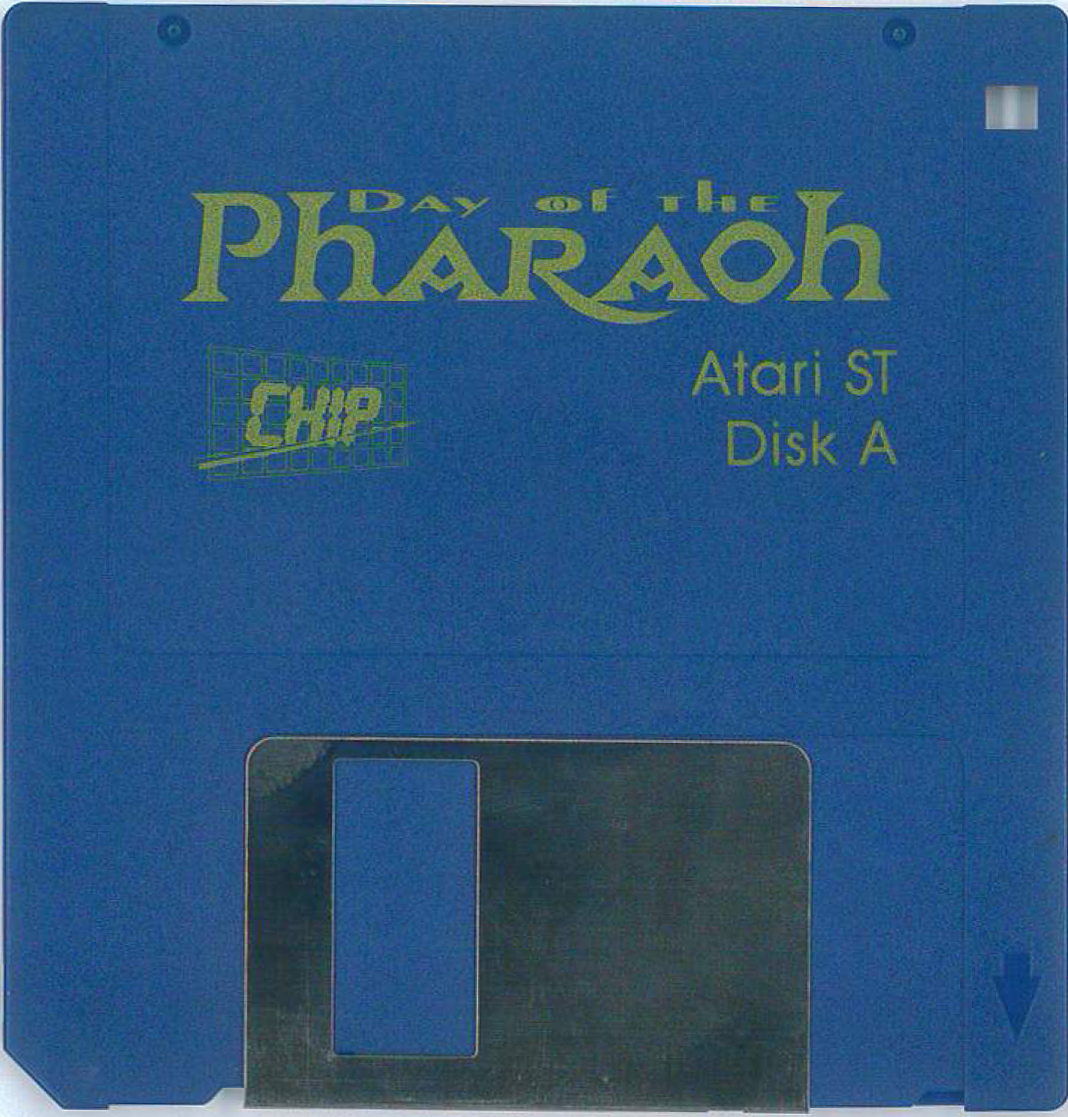 Day of the
Pharaoh
CHIP
Atari ST
Disk A